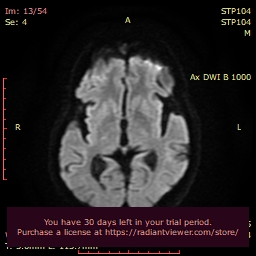 Im: 13/54
Se: 4
A
STP104
STP104
M
Ax DWI B 1000
R
L
You have 30 days left in your trial period.
Purchase a license at https://radiantviewer.com/store/